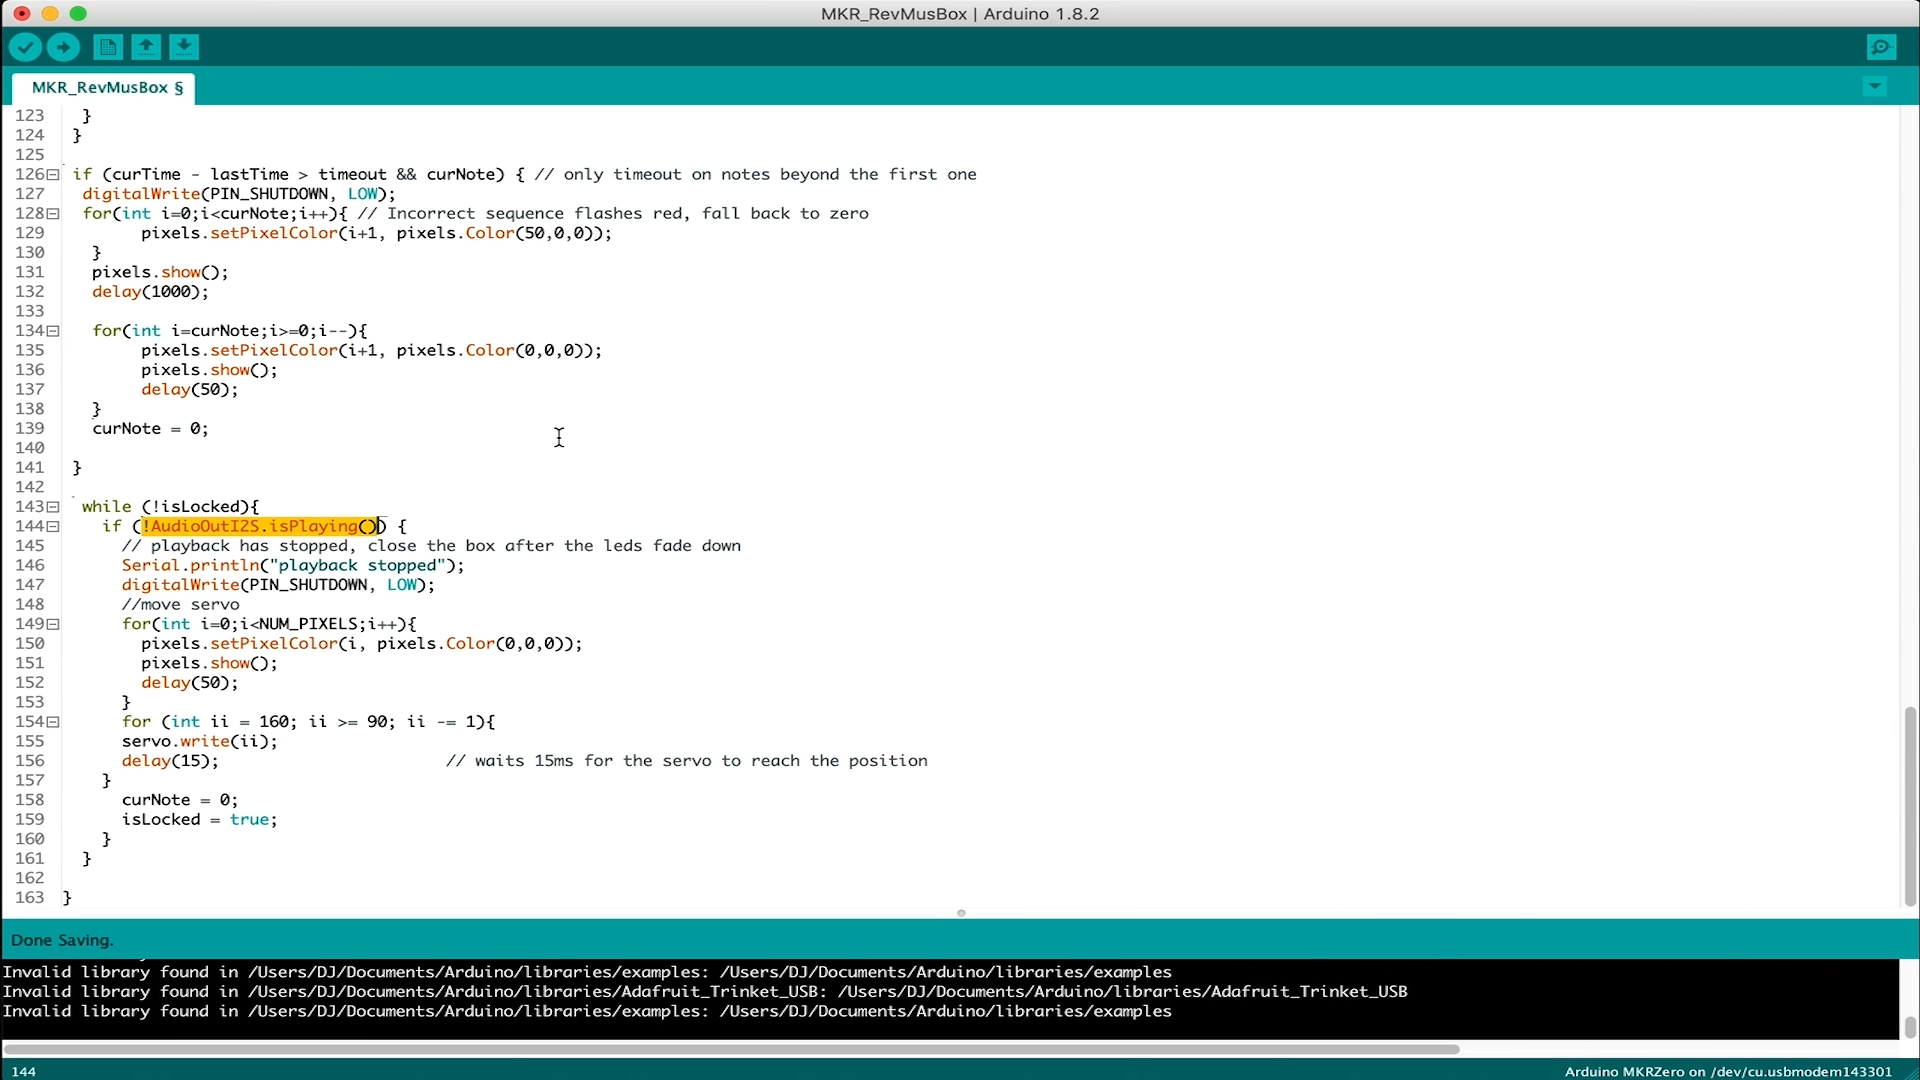 MKR_RevMusBox | Arduino 1.8.2
MKR_RevMusBox §
123 }
124 }
125
126 if (curTime - lastTime > timeout && curNote) { // only timeout on notes beyond the first one
127 digitalWrite(PIN_SHUTDOWN, LOW);
128 for(int i=0;i<curNote;i++){ // Incorrect sequence flashes red, fall back to zero
129 pixels.setPixelColor(i+1, pixels.Color(50,0,0));
130 }
131 pixels.show();
132 delay(1000);
133
134 for(int i=curNote;i>=0;i--){
135 pixels.setPixelColor(i+1, pixels.Color(0,0,0));
136 pixels.show();
137 delay(50);
138 }
139 curNote = 0;
140
141 }
142
143 while (!isLocked){
144 if (!AudioOutI2S.isPlaying()) {
145 // playback has stopped, close the box after the leds fade down
146 Serial.println("playback stopped");
147 digitalWrite(PIN_SHUTDOWN, LOW);
148 //move servo
149 for(int i=0;i<NUM_PIXELS;i++){
150 pixels.setPixelColor(i, pixels.Color(0,0,0));
151 pixels.show();
152 delay(50);
153 }
154 for (int ii = 160; ii >= 90; ii -= 1){
155 servo.write(ii);
156 delay(15); // waits 15ms for the servo to reach the position
157 }
158 curNote = 0;
159 isLocked = true;
160 }
161 }
162
163 }
Done Saving.
Invalid library found in /Users/DJ/Documents/Arduino/libraries/examples: /Users/DJ/Documents/Arduino/libraries/examples
Invalid library found in /Users/DJ/Documents/Arduino/libraries/Adafruit_Trinket_USB: /Users/DJ/Documents/Arduino/libraries/Adafruit_Trinket_USB
Invalid library found in /Users/DJ/Documents/Arduino/libraries/examples: /Users/DJ/Documents/Arduino/libraries/examples
144
Arduino MKRZero on /dev/cu.usbmodem143301